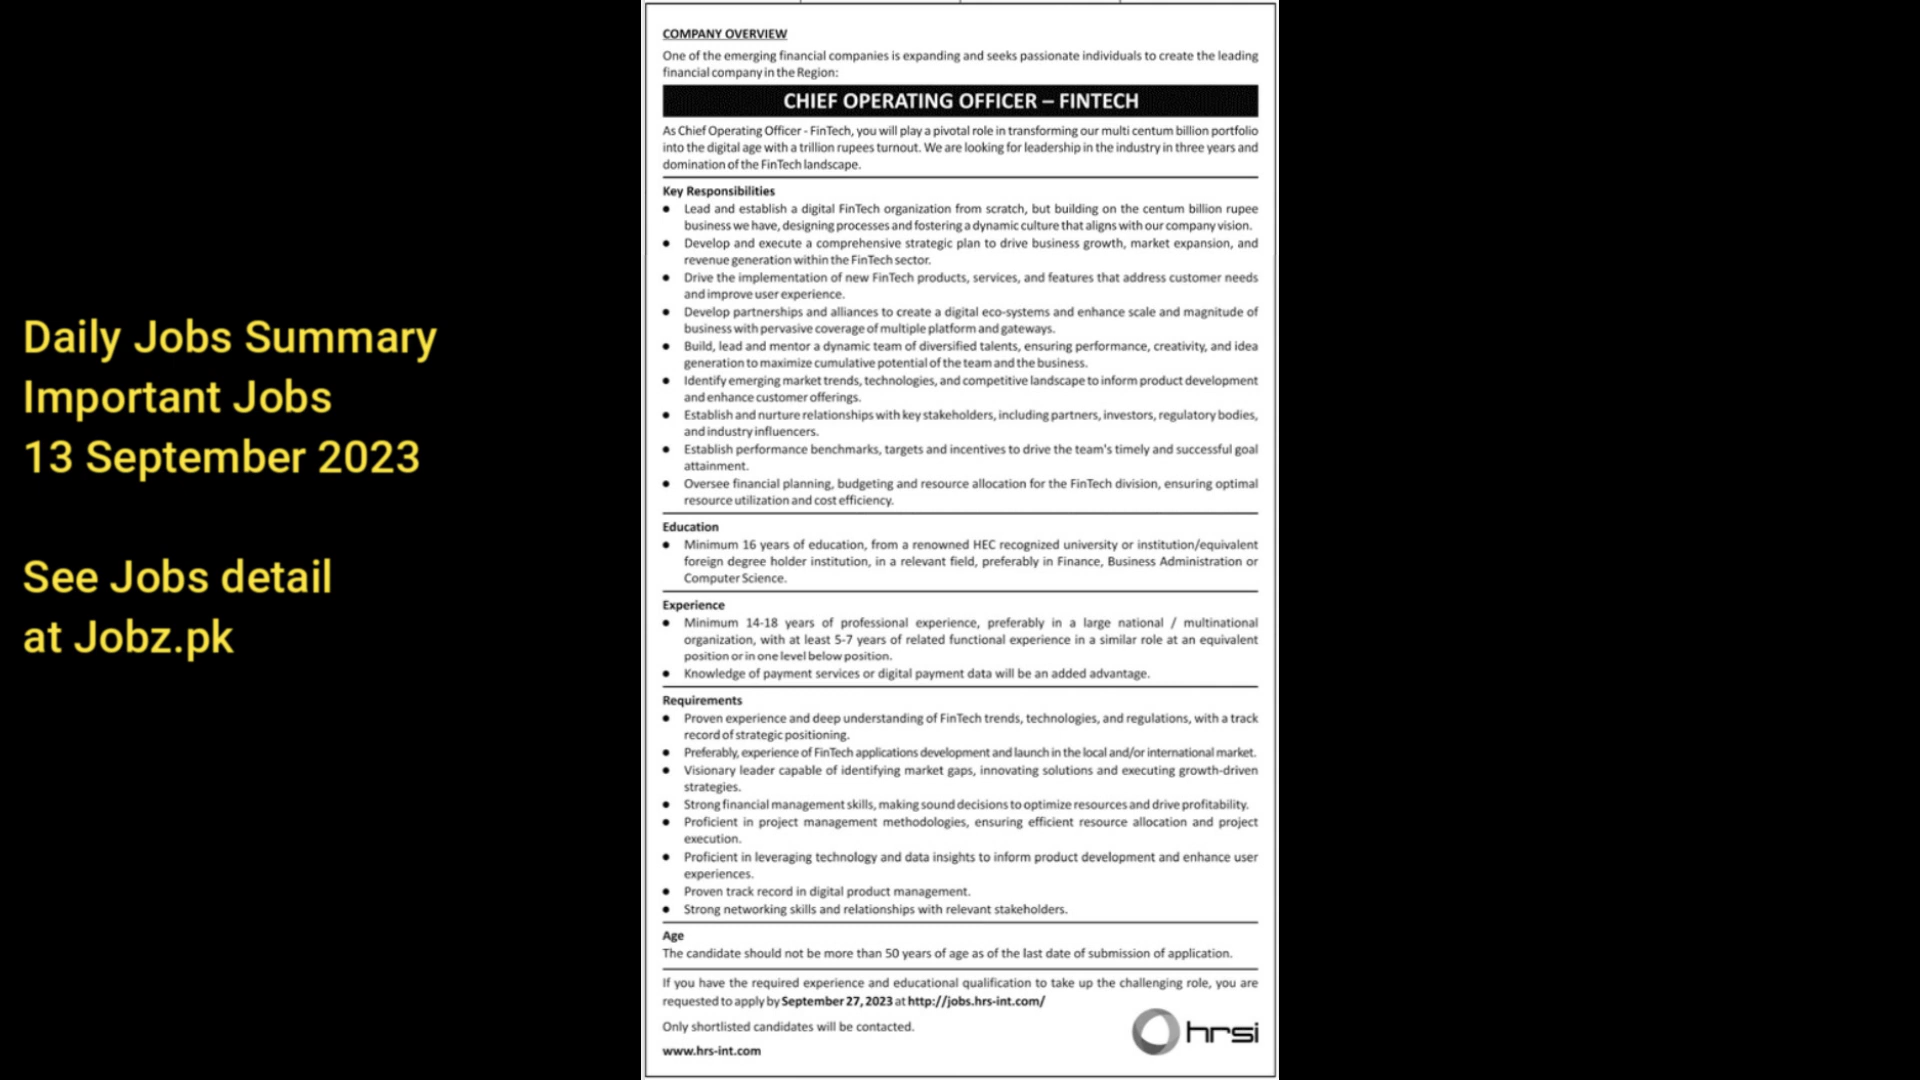 Daily Jobs Summary
Important Jobs
13 September 2023
See Jobs detail
at Jobz.pk
COMPANY OVERVIEW
One of the emerging financial companies is expanding and seeks passionate individuals to create the leading
financial company in the Region:
CHIEF OPERATING OFFICER – FINTECH
As Chief Operating Officer - FinTech, you will play a pivotal role in transforming our multi centum billion portfolio
into the digital age with a trillion rupees turnout. We are looking for leadership in the industry in three years and
domination of the FinTech landscape.
Key Responsibilities
● Lead and establish a digital FinTech organization from scratch, but building on the centum billion rupee
business we have, designing processes and fostering a dynamic culture that aligns with our company vision.
● Develop and execute a comprehensive strategic plan to drive business growth, market expansion, and
revenue generation within the FinTech sector.
● Drive the implementation of new FinTech products, services, and features that address customer needs
and improve user experience.
● Develop partnerships and alliances to create a digital eco-systems and enhance scale and magnitude of
business with pervasive coverage of multiple platform and gateways.
● Build, lead and mentor a dynamic team of diversified talents, ensuring performance, creativity, and idea
generation to maximize cumulative potential of the team and the business.
● Identify emerging market trends, technologies, and competitive landscape to inform product development
and enhance customer offerings.
● Establish and nurture relationships with key stakeholders, including partners, investors, regulatory bodies,
and industry influencers.
● Establish performance benchmarks, targets and incentives to drive the team's timely and successful goal
attainment.
● Oversee financial planning, budgeting and resource allocation for the FinTech division, ensuring optimal
resource utilization and cost efficiency.
Education
● Minimum 16 years of education, from a renowned HEC recognized university or institution/equivalent
foreign degree holder institution, in a relevant field, preferably in Finance, Business Administration or
Computer Science.
Experience
● Minimum 14-18 years of professional experience, preferably in a large national / multinational
organization, with at least 5-7 years of related functional experience in a similar role at an equivalent
position or in one level below position.
● Knowledge of payment services or digital payment data will be an added advantage.
Requirements
● Proven experience and deep understanding of FinTech trends, technologies, and regulations, with a track
record of strategic positioning.
● Preferably, experience of FinTech applications development and launch in the local and/or international market.
● Visionary leader capable of identifying market gaps, innovating solutions and executing growth-driven
strategies.
● Strong financial management skills, making sound decisions to optimize resources and drive profitability.
● Proficient in project management methodologies, ensuring efficient resource allocation and project
execution.
● Proficient in leveraging technology and data insights to inform product development and enhance user
experiences.
● Proven track record in digital product management.
● Strong networking skills and relationships with relevant stakeholders.
Age
The candidate should not be more than 50 years of age as of the last date of submission of application.
If you have the required experience and educational qualification to take up the challenging role, you are
requested to apply by September 27, 2023 at http://jobs.hrs-int.com/
Only shortlisted candidates will be contacted.
www.hrs-int.com
hrsi